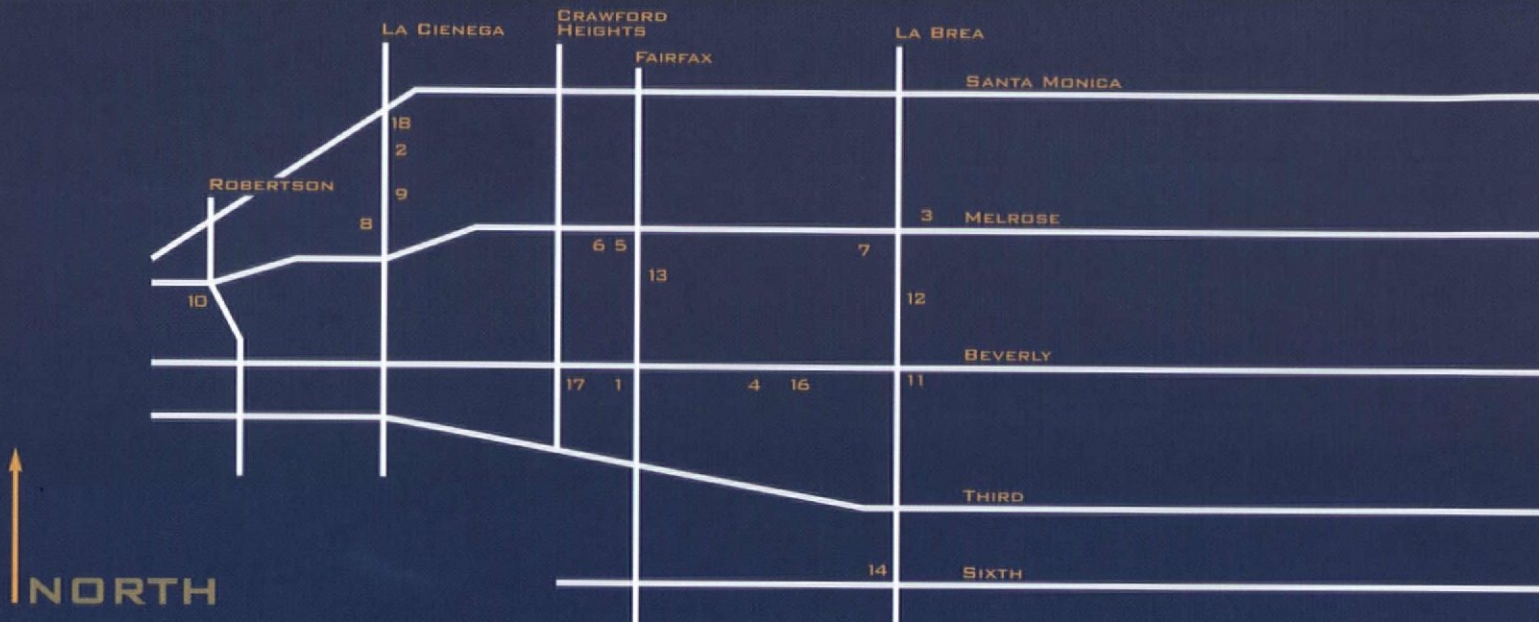 CRAWFORD
HEIGHTS
LA CIENEGA
LA BREA
FAIRFAX
SANTA MONICA
18
2
ROBERTSON
9
8
3 MELROSE
6 5 7
13
10 12
BEVERLY
17 1 4 16 11
THIRD
14 SIXTH
NORTH